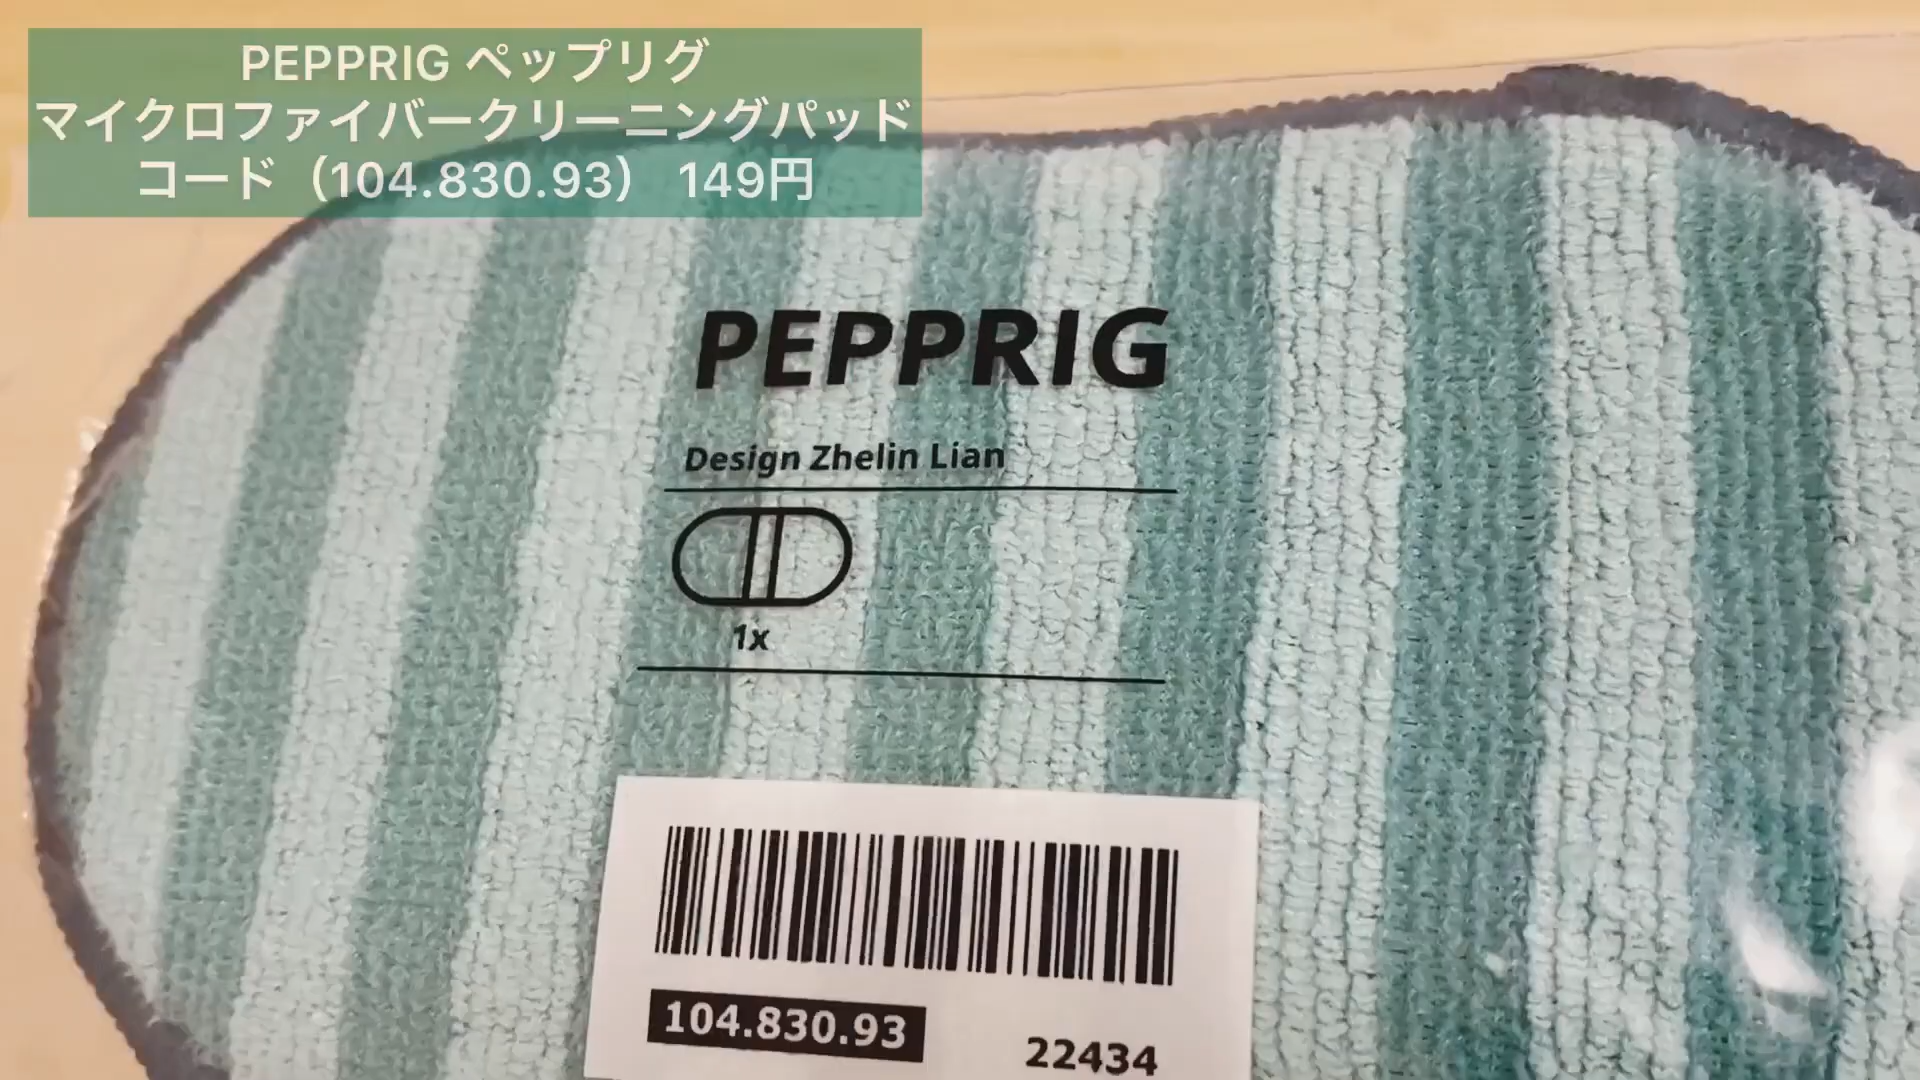 PEPPRIG ペップリグ
マイクロファイバークリーニングパッド
コード（104.830.93） 149円
PEPPRIG
Design Zhelin Lian
1x
104.830.93
22434